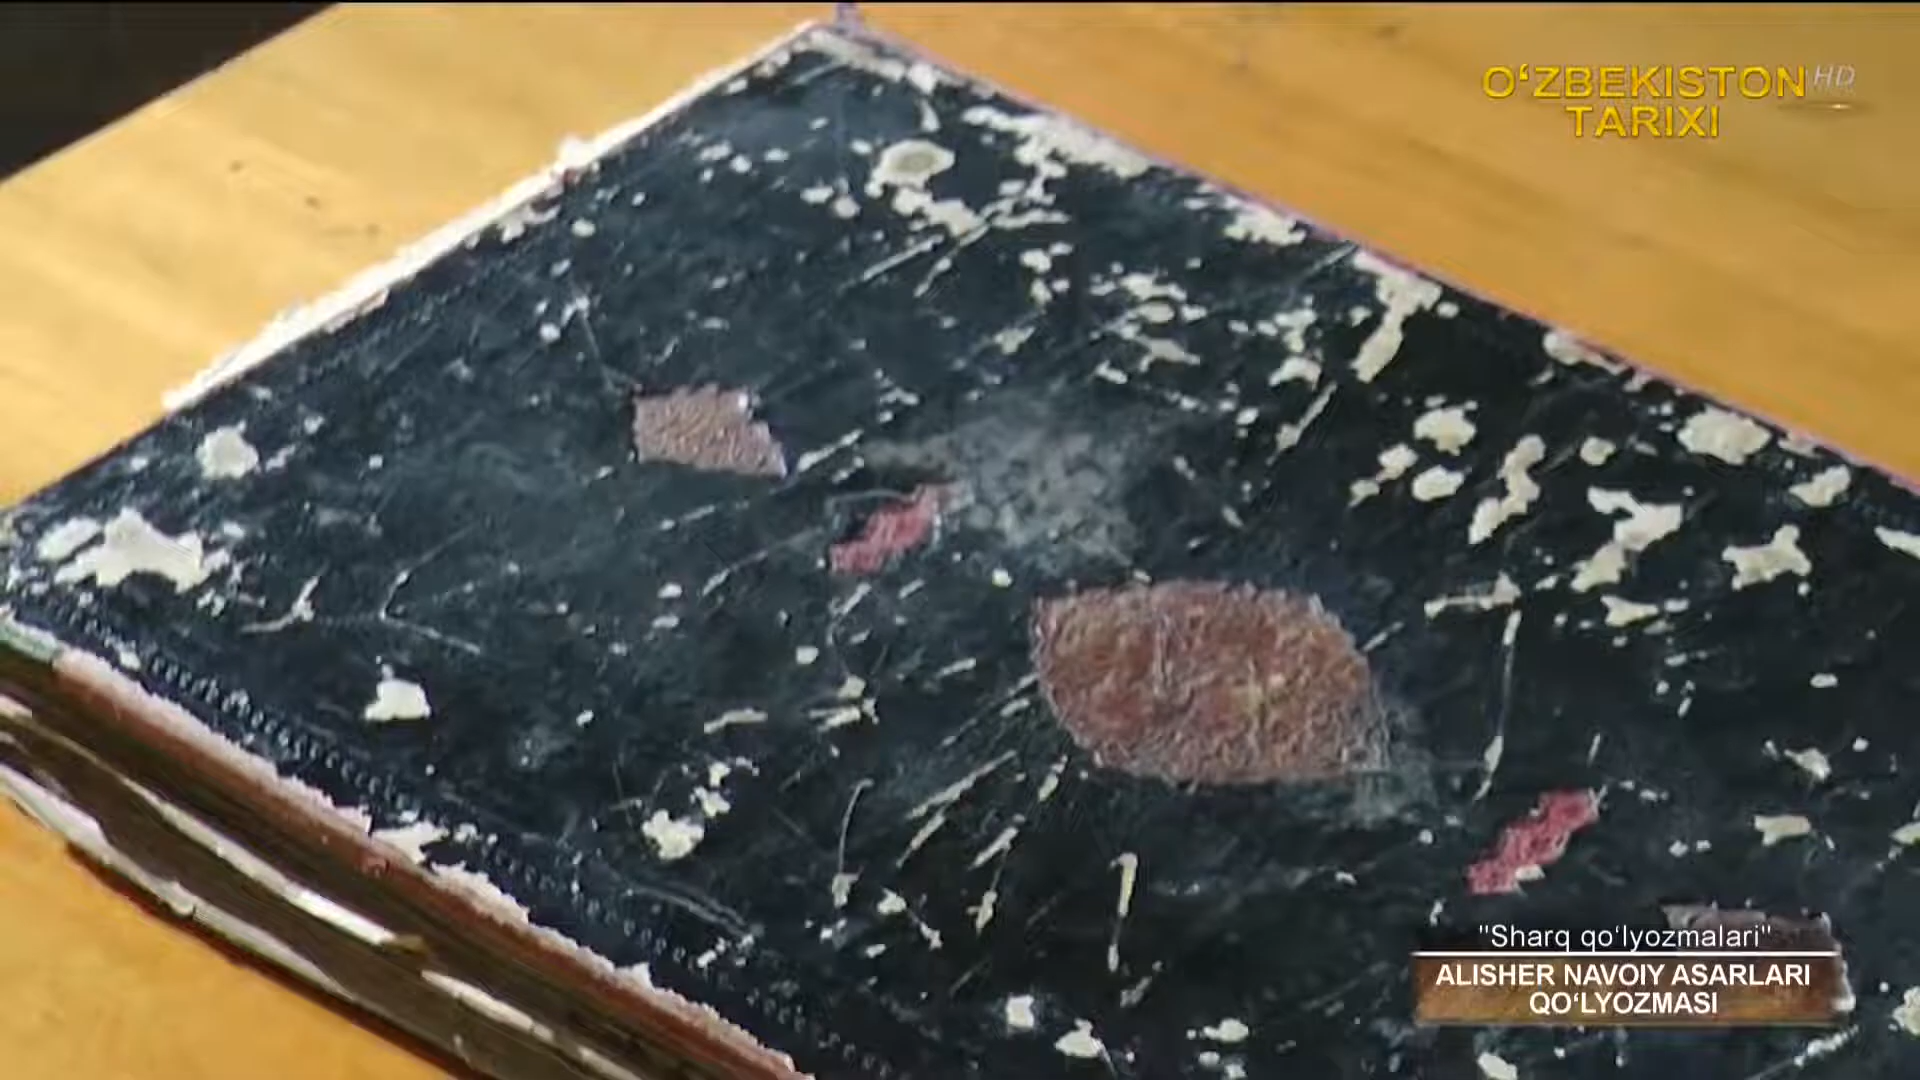 O‘ZBEKISTON HD
TARIXI
"Sharq qo‘lyozmalari"
ALISHER NAVOIY ASARLARI
QO‘LYOZMASI